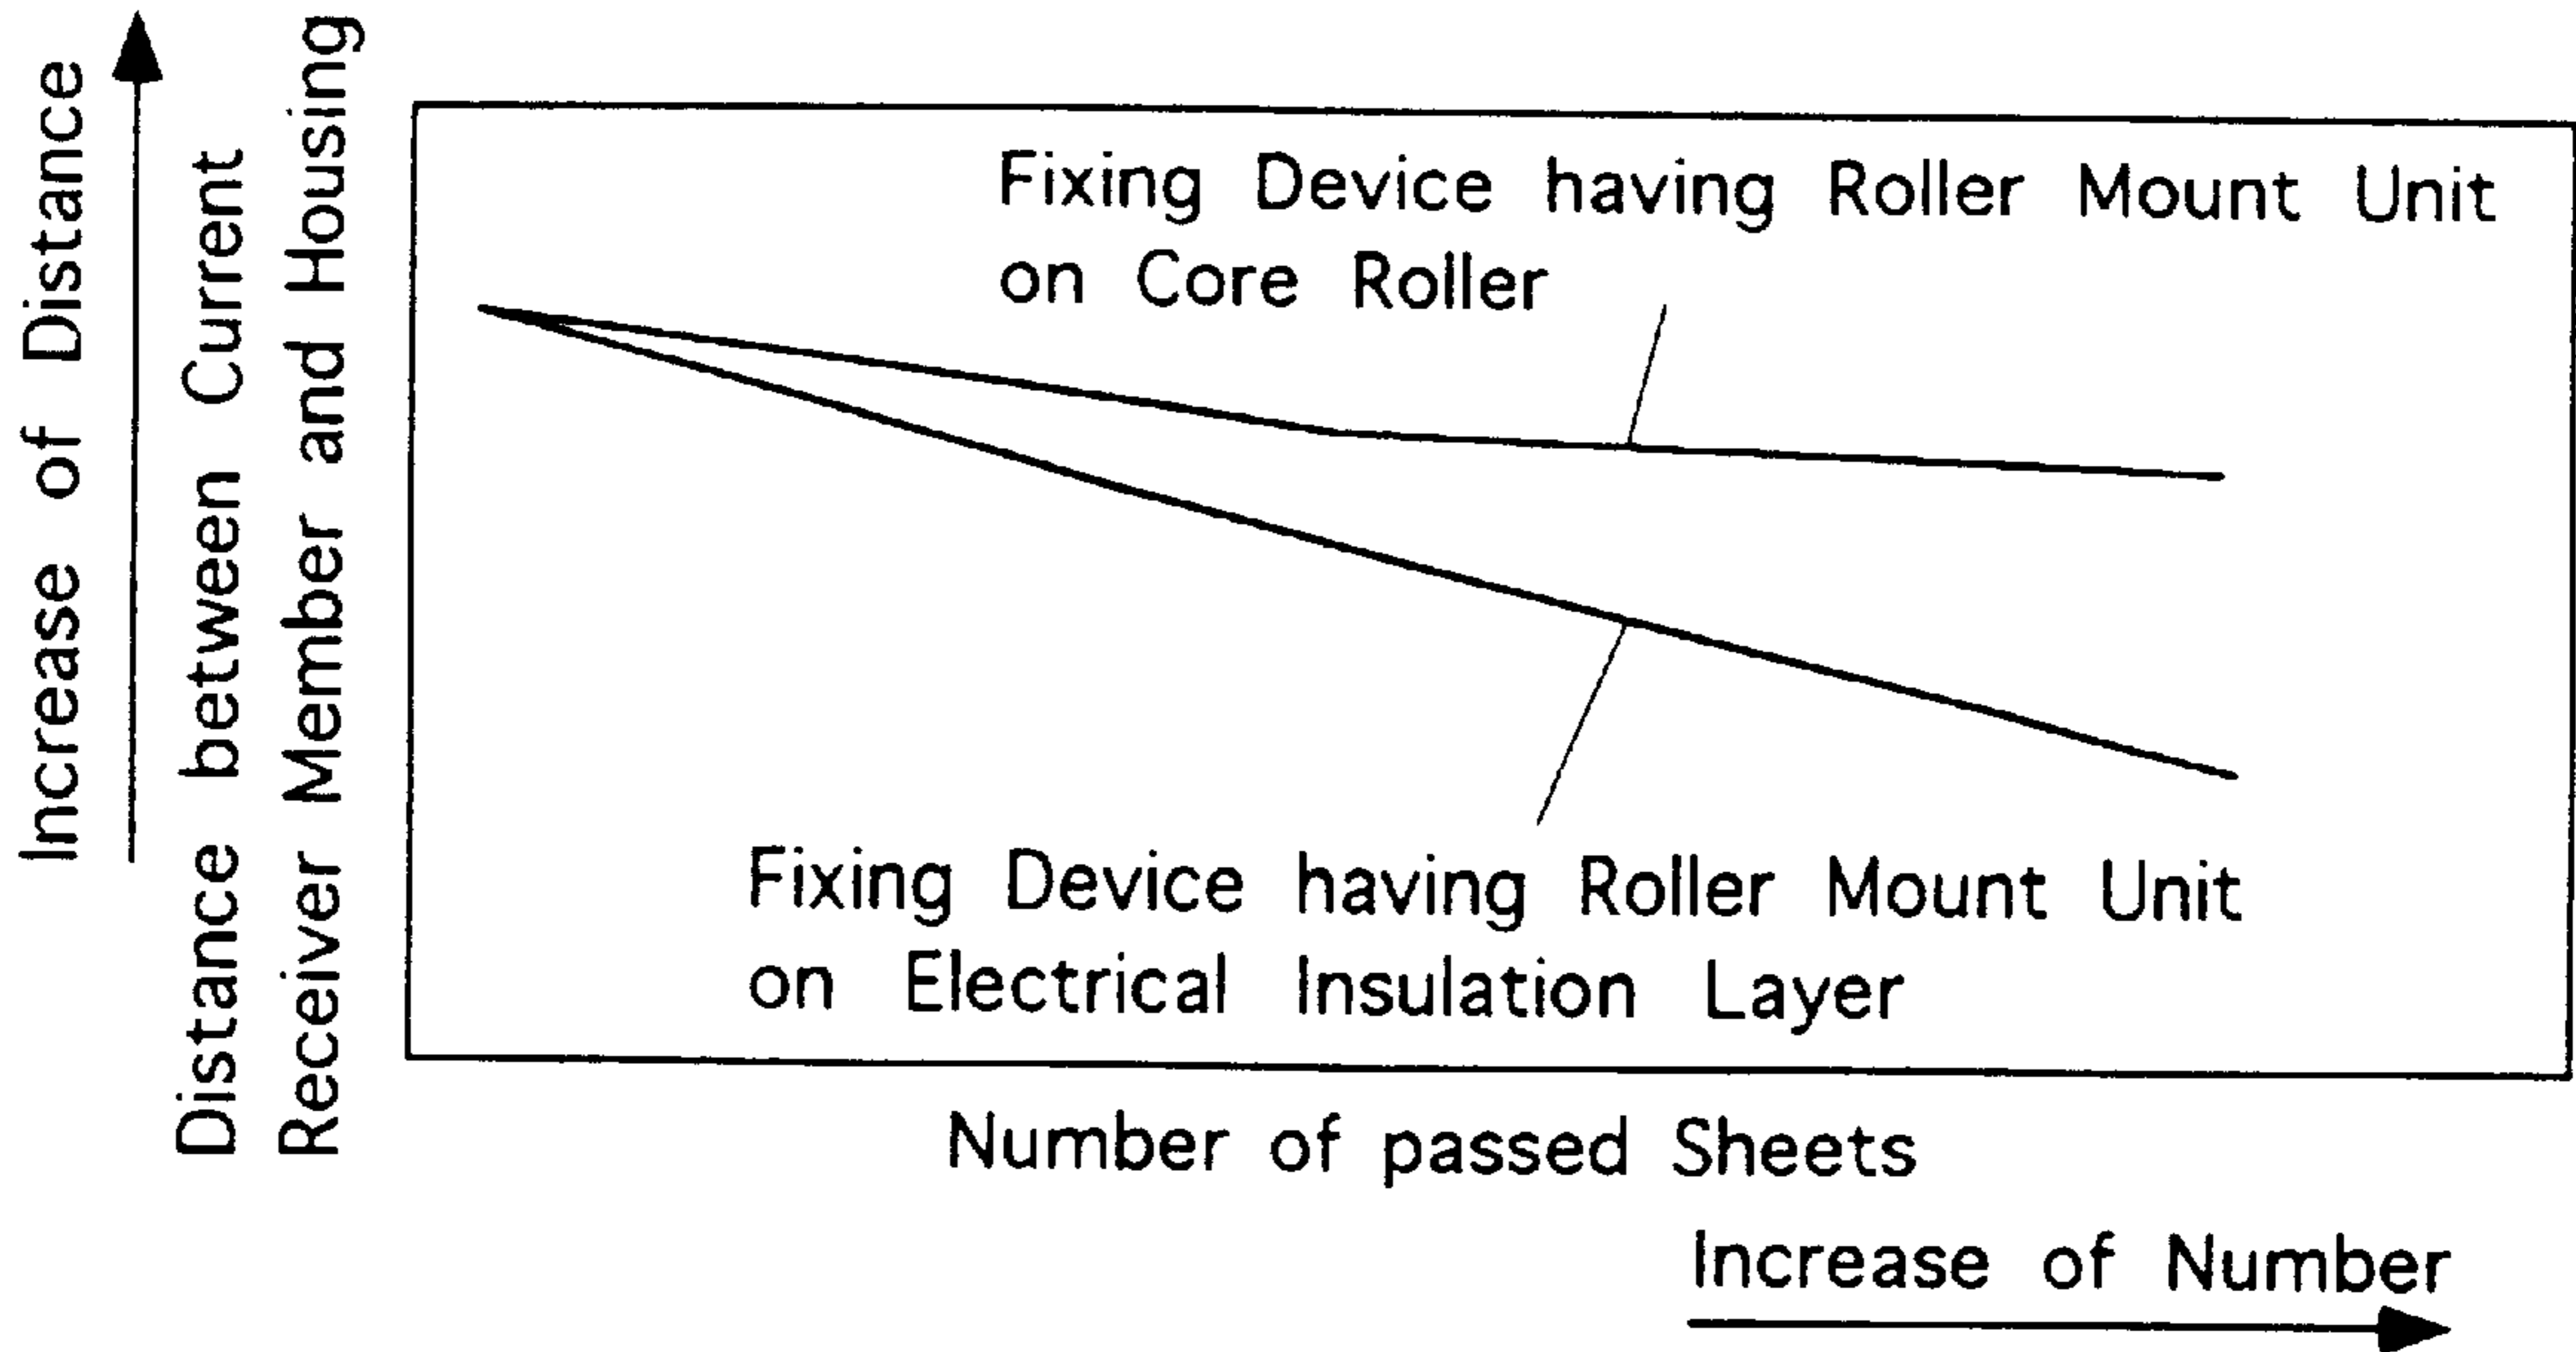 Increase of Distance
Distance between Current
Receiver Member and Housing
Fixing Device having Roller Mount Unit
on Core Roller
Fixing Device having Roller Mount Unit
on Electrical Insulation Layer
Number of passed Sheets
Increase of Number